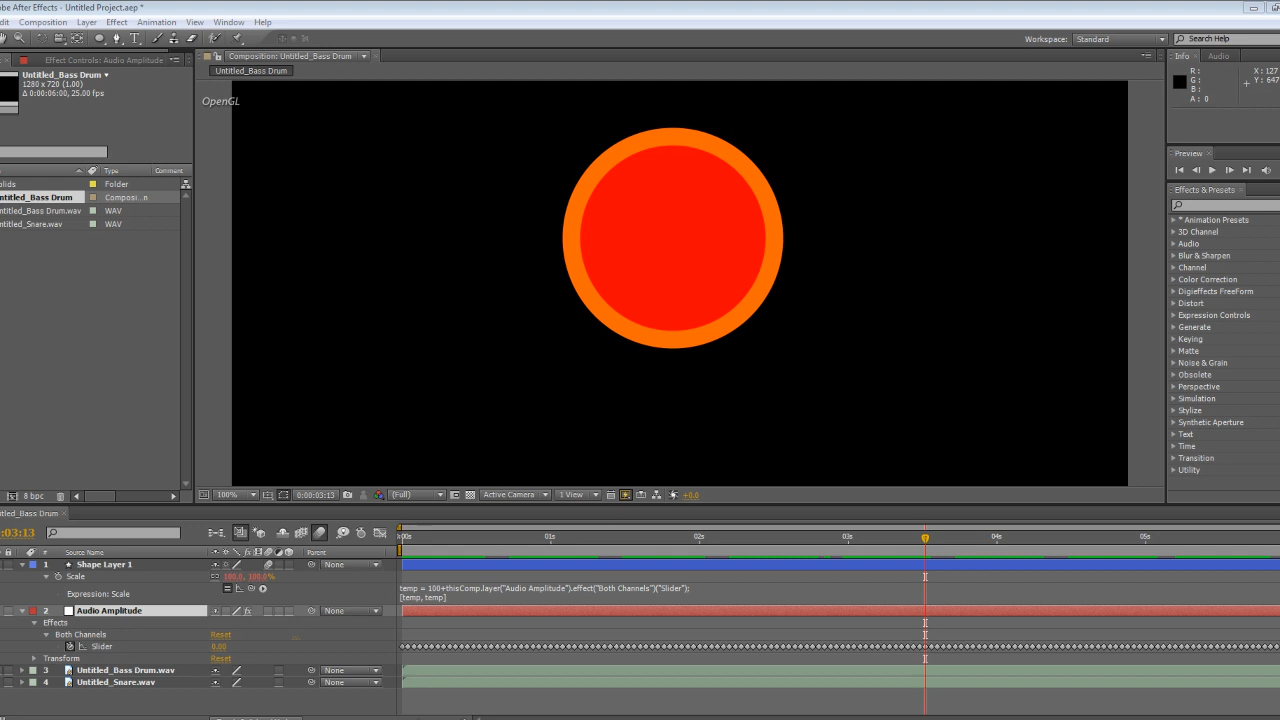 obe After Effects - Untitled Project.aep *
dit Composition Layer Effect Animation View Window Help
Workspace: Standard Search Help
Effect Controls: Audio Amplitude Composition: Untitled_Bass Drum Info Audio
Untitled_Bass Drum
1280 x 720 (1.00)
Δ 0:00:06:00, 25.00 fps
Untitled_Bass Drum
R: X: 127
G: Y: 647
B:
A: 0
OpenGL
Type Comment
olids Folder
ntitled_Bass Drum Composi...n
ntitled_Bass Drum.wav WAV
ntitled_Snare.wav WAV
Preview
Effects & Presets
* Animation Presets
3D Channel
Audio
Blur & Sharpen
Channel
Color Correction
Digieffects FreeForm
Distort
Expression Controls
Generate
Keying
Matte
Noise & Grain
Obsolete
Perspective
Simulation
Stylize
Synthetic Aperture
Text
Time
Transition
Utility
8 bpc 100% 0:00:03:13 (Full) Active Camera 1 View +0.0
titled_Bass Drum
:03:13
:00s 01s 02s 03s 04s 05s
# Source Name Parent
1 Shape Layer 1 None
Scale 100.0, 100.0%
Expression: Scale temp = 100+thisComp.layer("Audio Amplitude").effect("Both Channels")("Slider");
[temp, temp]
2 Audio Amplitude None
Effects
Both Channels Reset
Slider 0.00
Transform Reset
3 Untitled_Bass Drum.wav None
4 Untitled_Snare.wav None